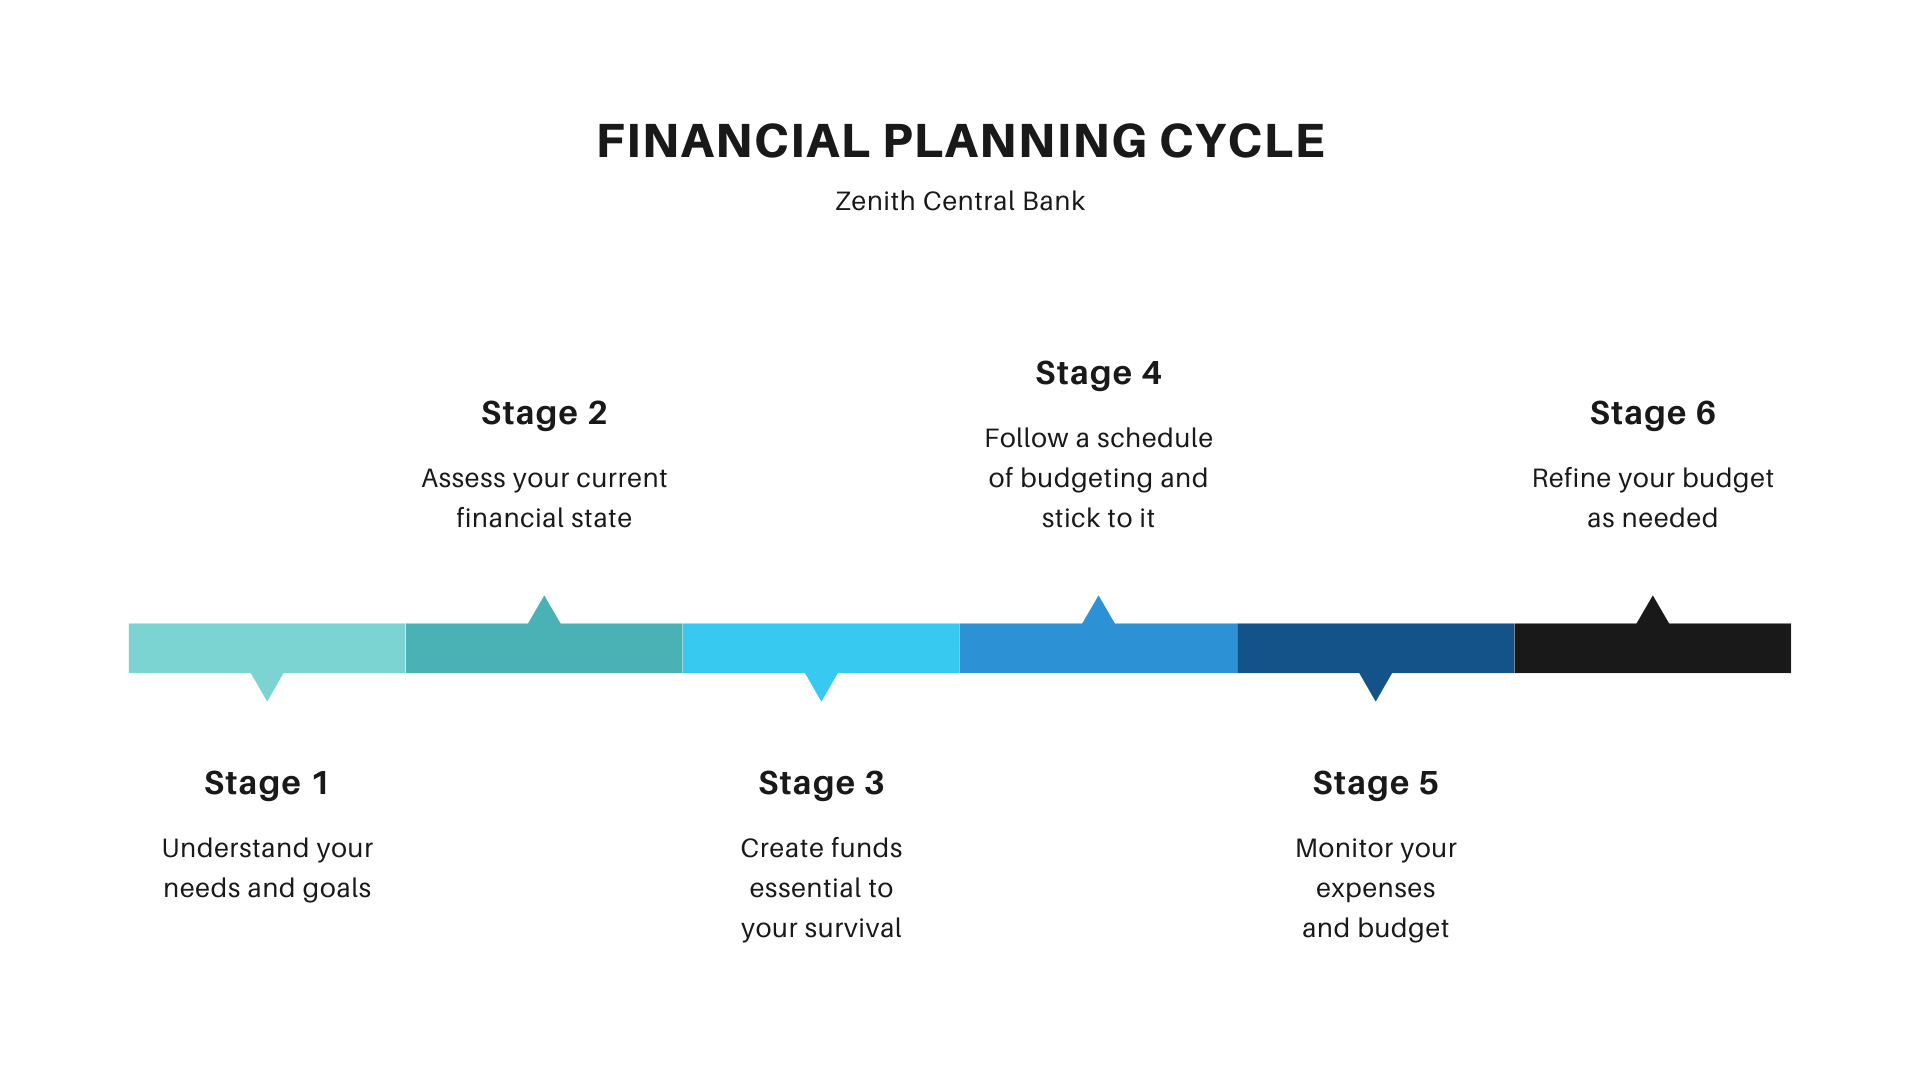 FINANCIAL PLANNING CYCLE
Zenith Central Bank
Stage 1
Understand your
needs and goals
Stage 2
Assess your current
financial state
Stage 3
Create funds
essential to
your survival
Stage 4
Follow a schedule
of budgeting and
stick to it
Stage 5
Monitor your
expenses
and budget
Stage 6
Refine your budget
as needed